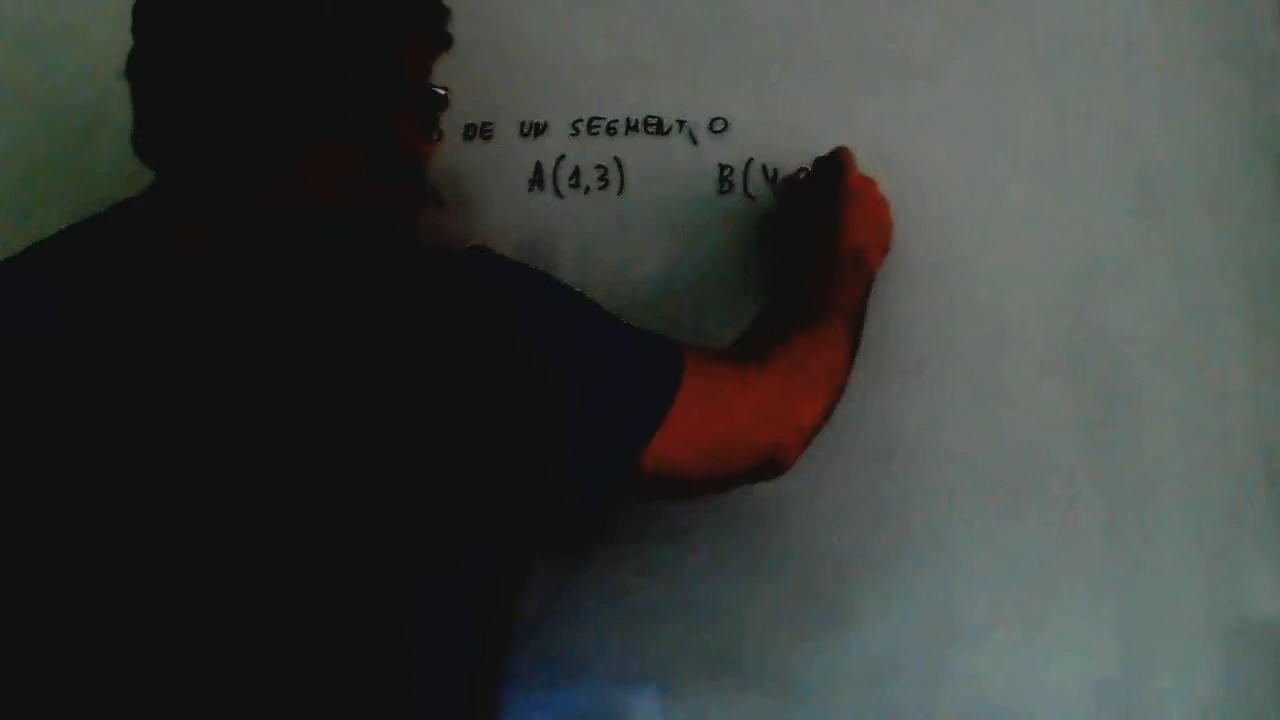 DE UN SEGMENTO
A(1,3) B(4